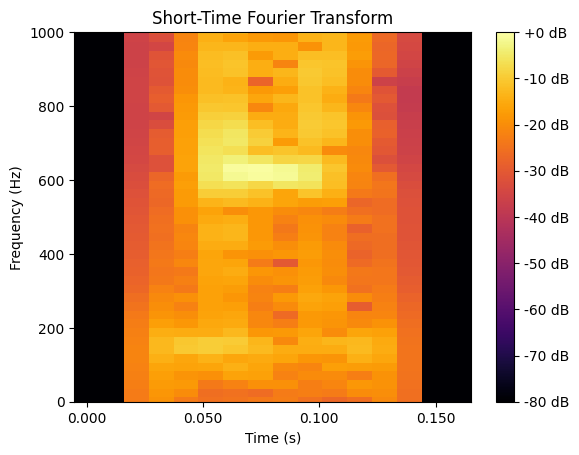 Short-Time Fourier Transform
1000
800
600
400
200
0
Frequency (Hz)
0.000
0.050
0.100
0.150
Time (s)
+0 dB
-10 dB
-20 dB
-30 dB
-40 dB
-50 dB
-60 dB
-70 dB
-80 dB